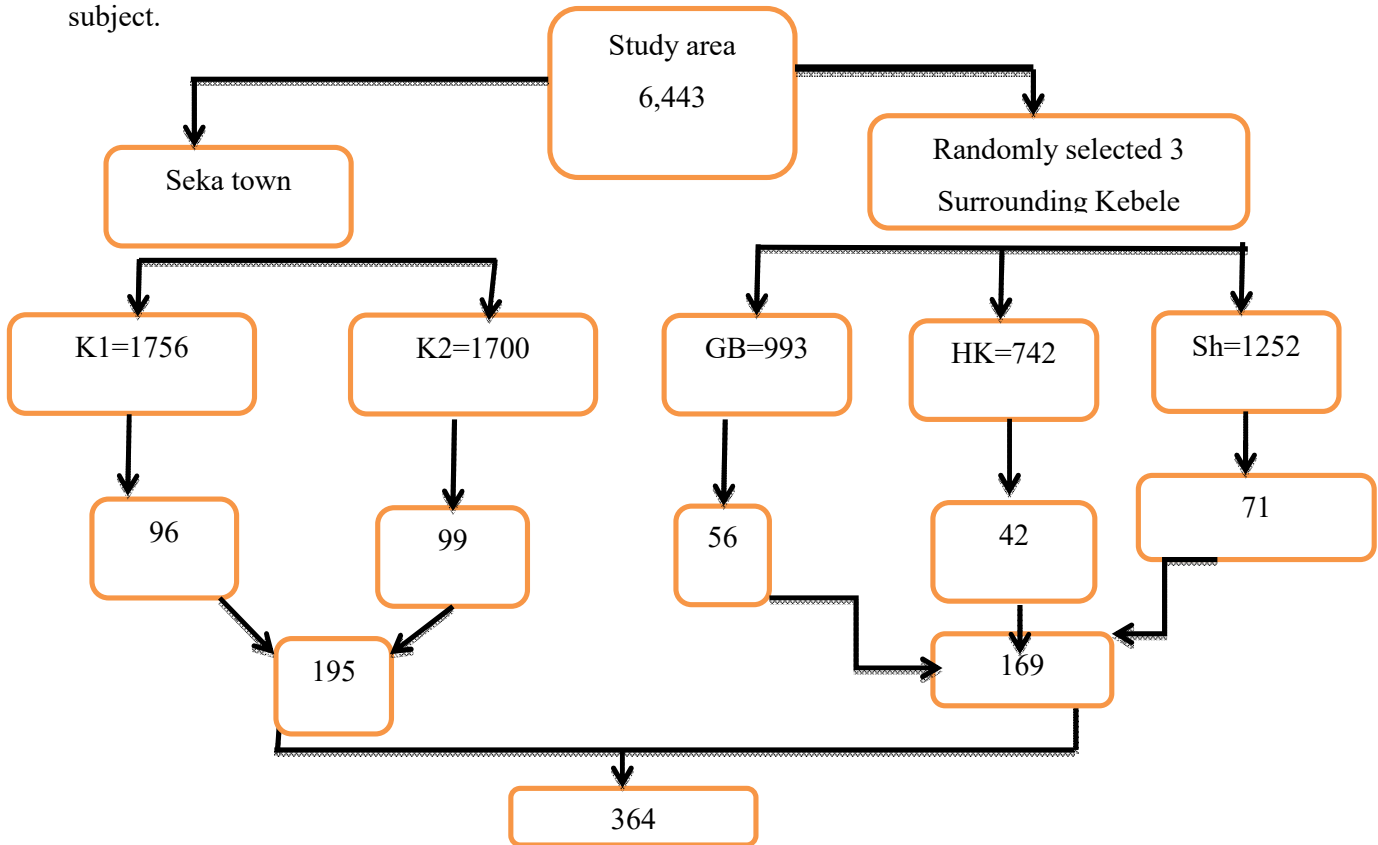 subject.
Study area
6,443
Seka town
Randomly selected 3
Surrounding Kebele
K1=1756
K2=1700
GB=993
HK=742
Sh=1252
96
99
56
42
71
195
169
364